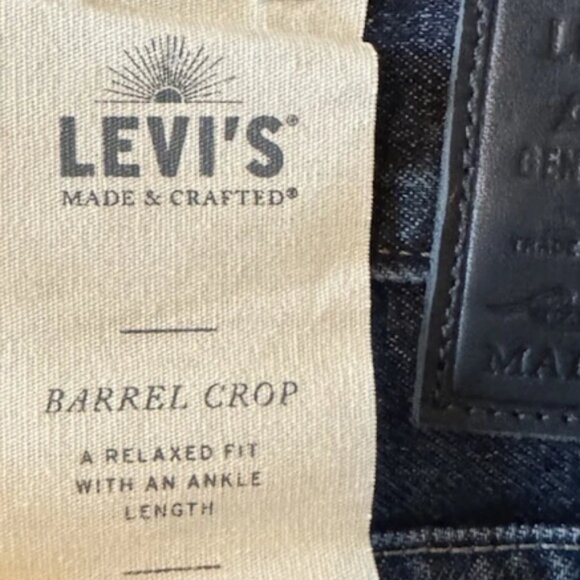 LEVI'S®
MADE & CRAFTED®
BARREL CROP
A RELAXED FIT
WITH AN ANKLE
LENGTH